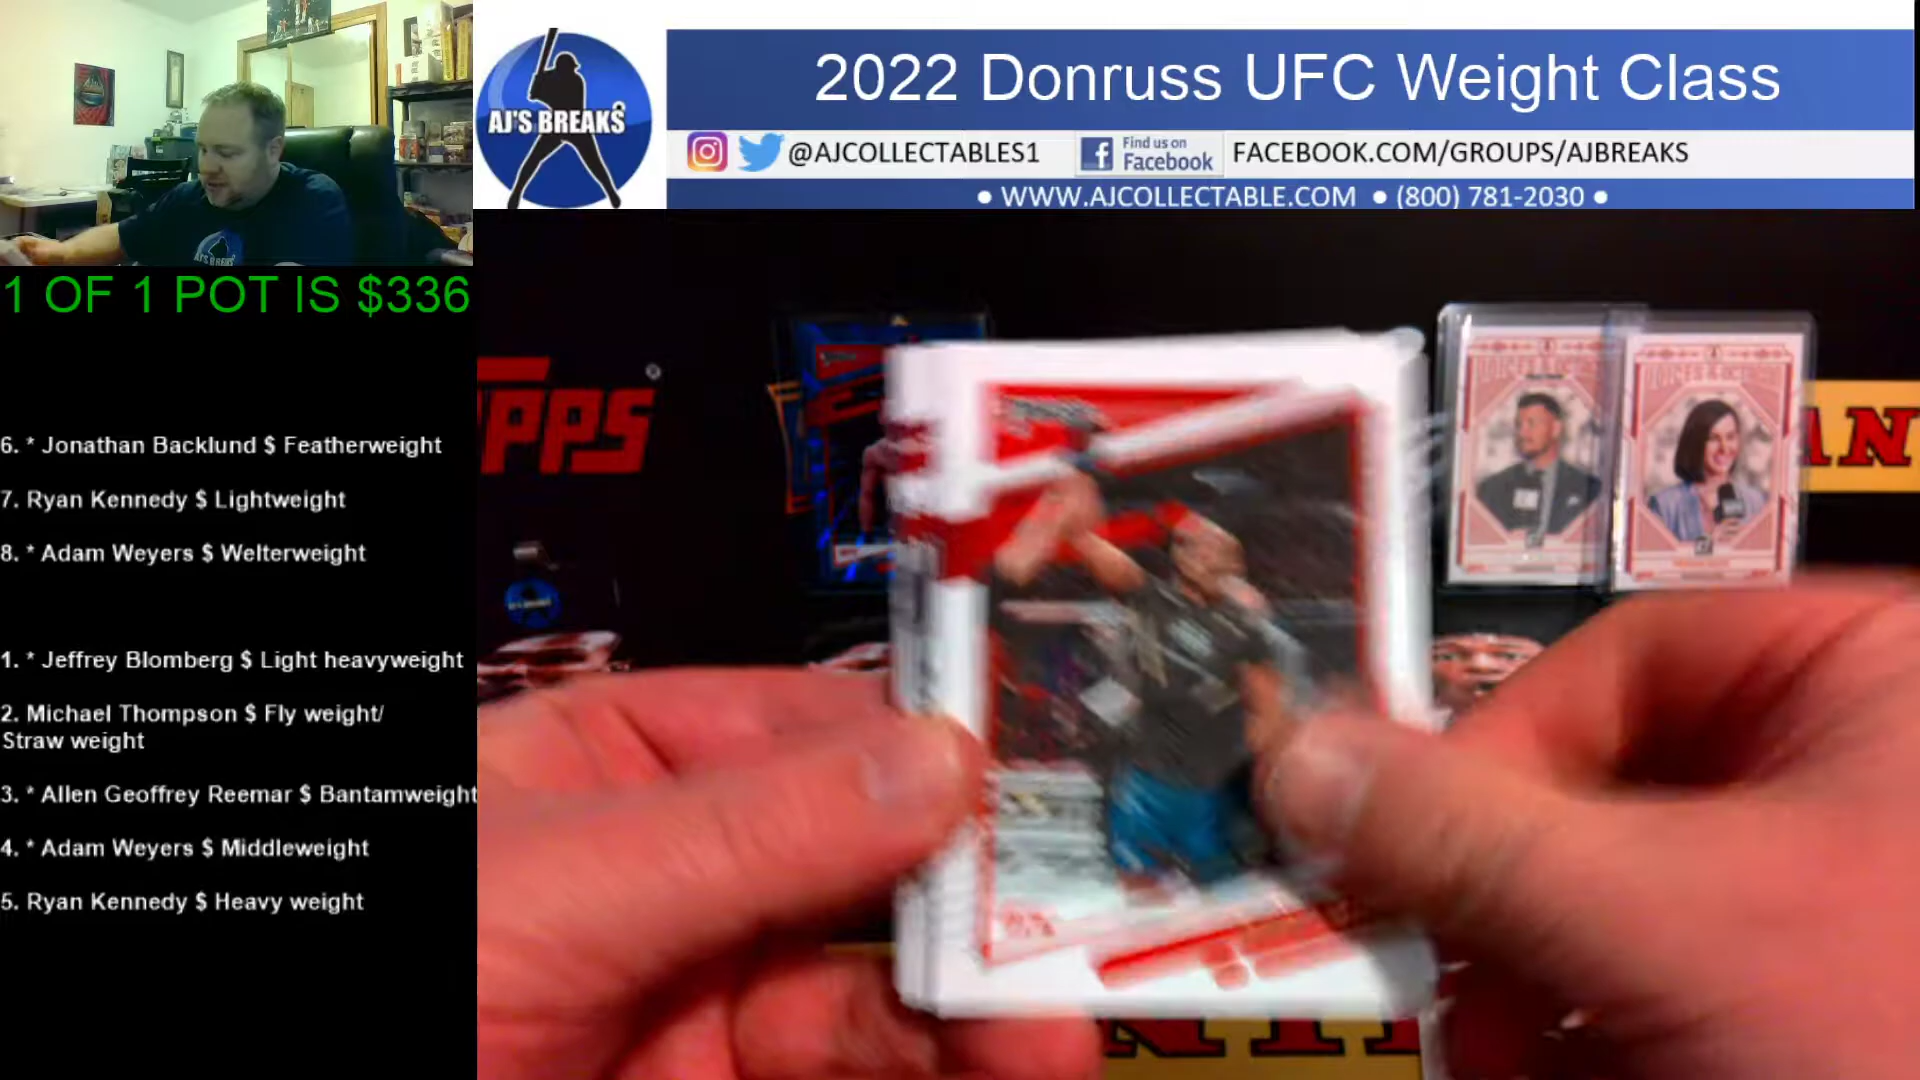 2022 Donruss UFC Weight Class
AJ'S BREAKS
@AJCOLLECTABLES1
Find us on
Facebook
FACEBOOK.COM/GROUPS/AJBREAKS
● WWW.AJCOLLECTABLE.COM ● (800) 781-2030 ●
1 OF 1 POT IS $336
6. * Jonathan Backlund $ Featherweight
7. Ryan Kennedy $ Lightweight
8. * Adam Weyers $ Welterweight
1. * Jeffrey Blomberg $ Light heavyweight
2. Michael Thompson $ Fly weight/
Straw weight
3. * Allen Geoffrey Reemar $ Bantamweight
4. * Adam Weyers $ Middleweight
5. Ryan Kennedy $ Heavy weight